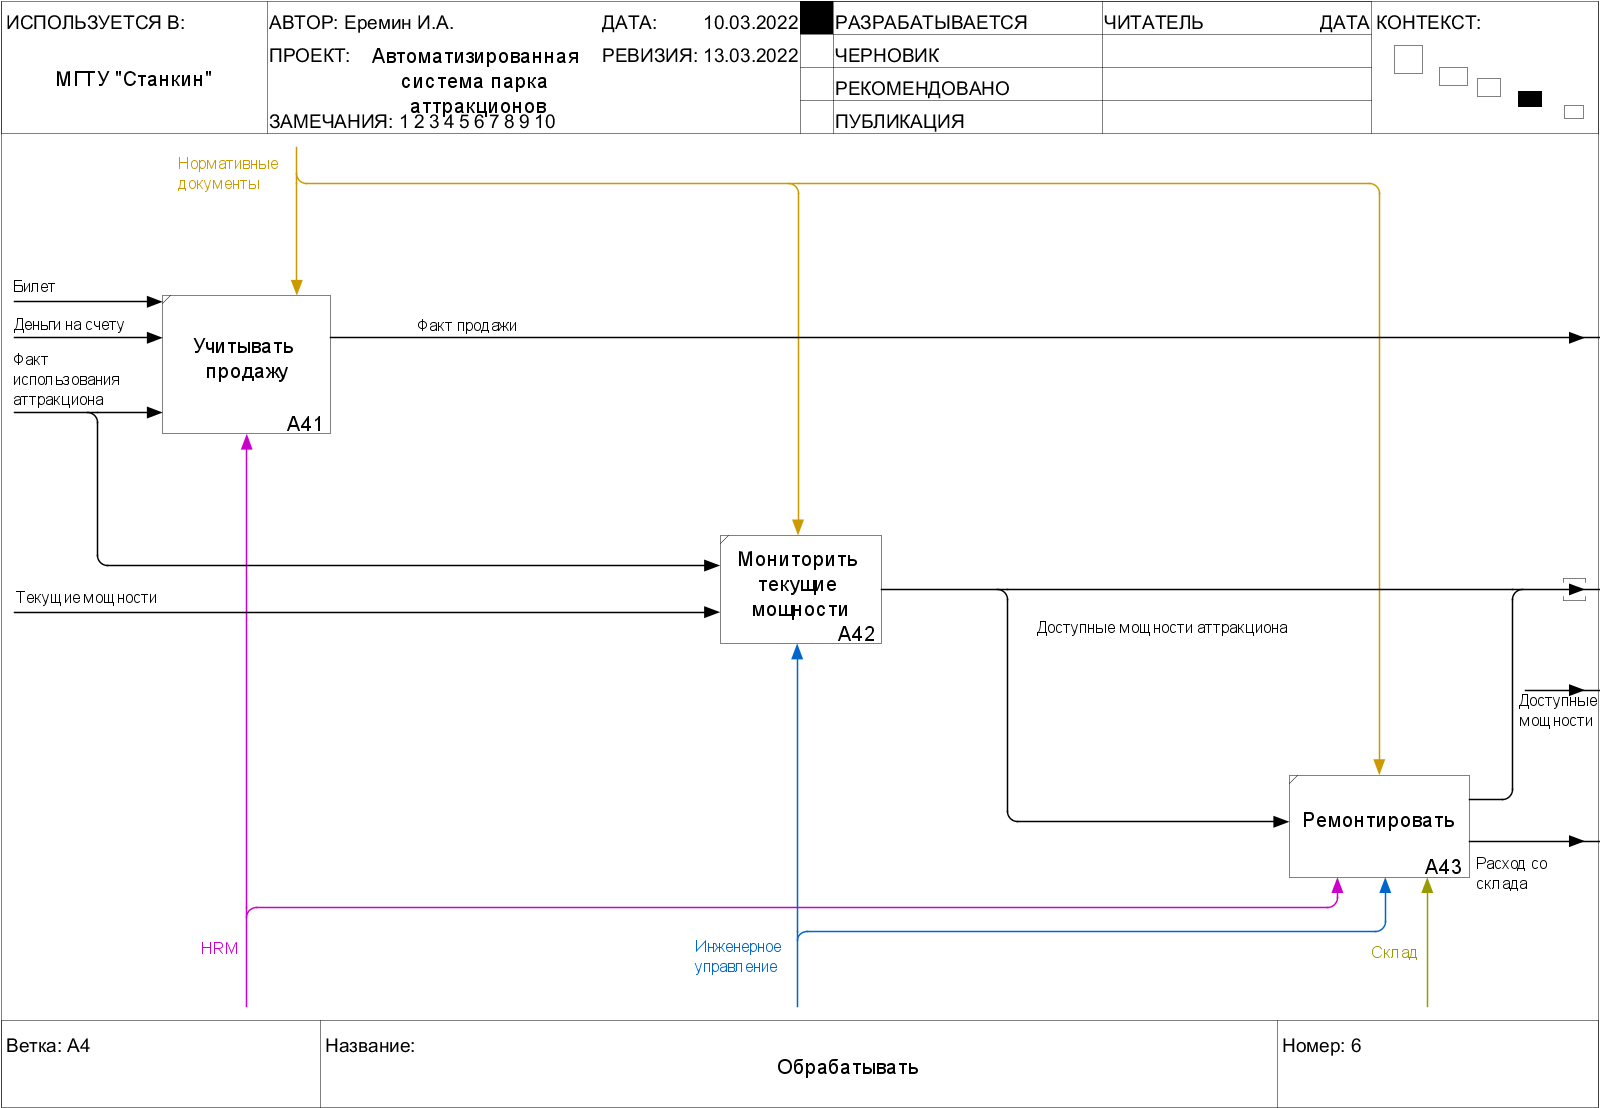 ИСПОЛЬЗУЕТСЯ В:
МГТУ "Станкин"
АВТОР: Еремин И.А.
ДАТА: 10.03.2022
ПРОЕКТ: Автоматизированная
система парка
аттракционов
РЕВИЗИЯ: 13.03.2022
ЗАМЕЧАНИЯ: 1 2 3 4 5 6 7 8 9 10
РАЗРАБАТЫВАЕТСЯ
ЧЕРНОВИК
РЕКОМЕНДОВАНО
ПУБЛИКАЦИЯ
ЧИТАТЕЛЬ
ДАТА
КОНТЕКСТ:
Нормативные
документы
Билет
Деньги на счету
Факт
использования
аттракциона
Учитывать
продажу
A41
Факт продажи
Текущие мощности
Мониторить
текущие
мощности
A42
Доступные мощности аттракциона
Доступные
мощности
Ремонтировать
A43
Расход со
склада
HRM
Инженерное
управление
Склад
Ветка: A4
Название:
Обрабатывать
Номер: 6